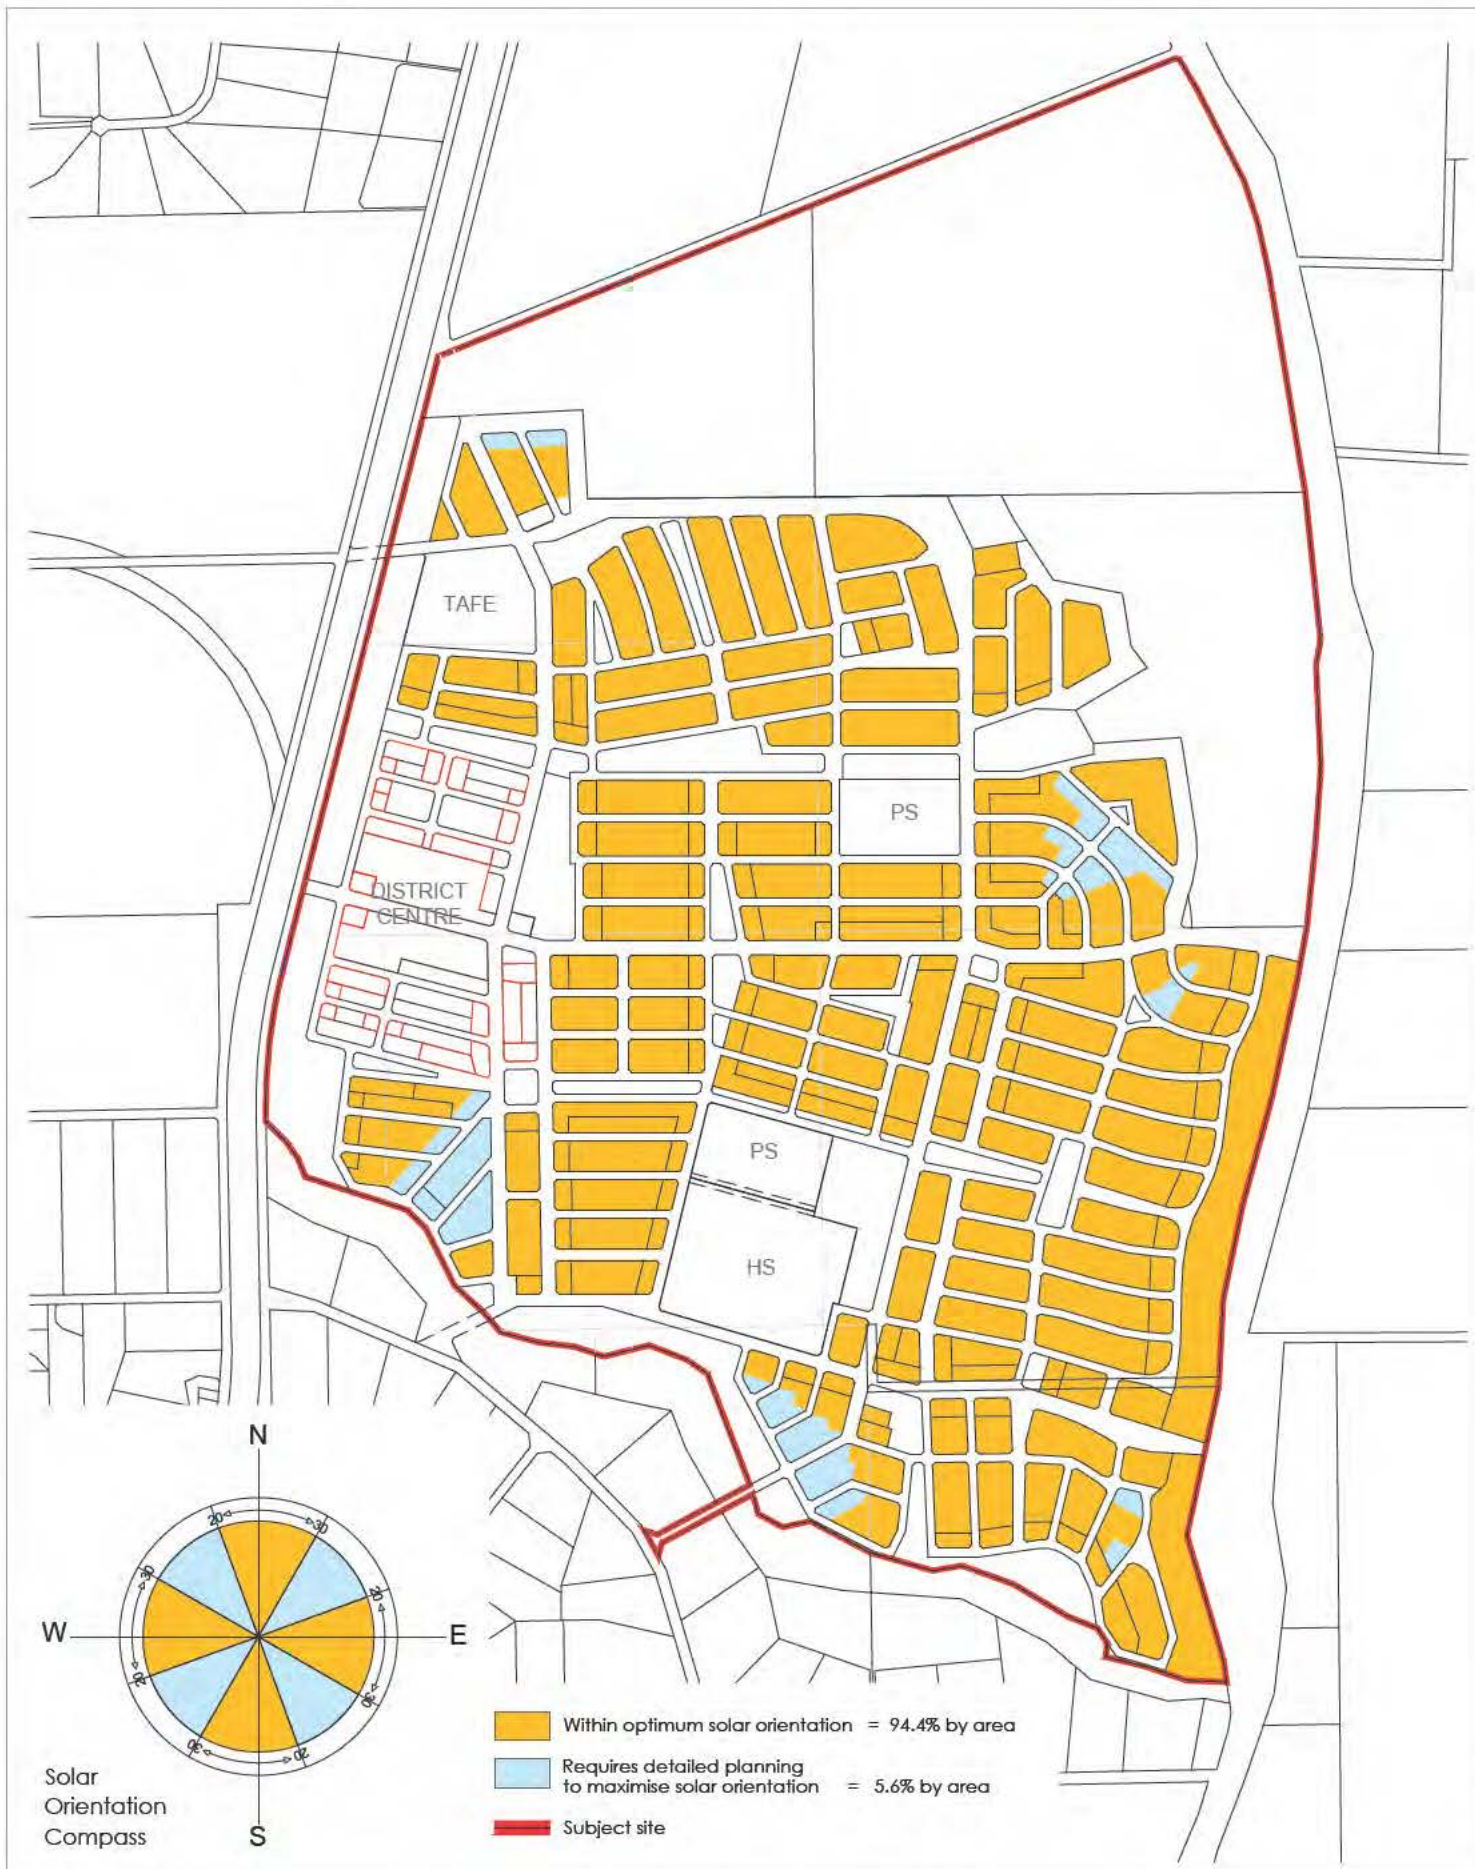 TAFE
PS
DISTRICT
CENTRE
PS
HS
N
20
30
30
20
W
E
20
30
30
20
S
Solar
Orientation
Compass
Within optimum solar orientation = 94.4% by area
Requires detailed planning
to maximise solar orientation = 5.6% by area
Subject site